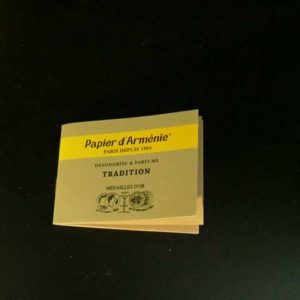 Papier d'Arménie
PARIS DEPUIS 1885
DÉSODORISE & PARFUME
TRADITION
MÉDAILLES D'OR